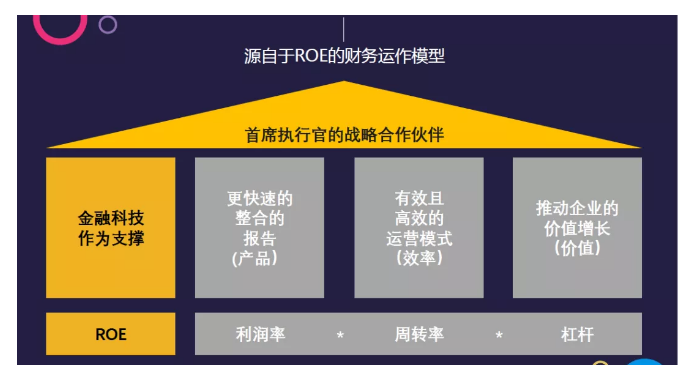 源自于ROE的财务运作模型
首席执行官的战略合作伙伴
金融科技
作为支撑
更快速的
整合的
报告
(产品)
有效且
高效的
运营模式
(效率)
推动企业的
价值增长
(价值)
ROE
利润率 * 周转率 * 杠杆